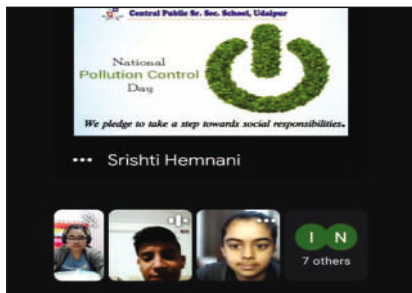 Central Public Sr. Sec. School, Udaipur
National
Pollution Control
Day
We pledge to take a step towards social responsibilities.
••• Srishti Hemnani
I N
7 others